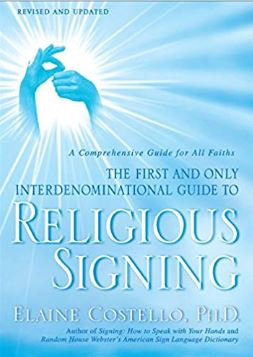 REVISED AND UPDATED
A Comprehensive Guide for All Faiths
THE FIRST AND ONLY
INTERDENOMINATIONAL GUIDE TO
RELIGIOUS
SIGNING
ELAINE COSTELLO, PH.D.
Author of Signing: How to Speak with Your Hands and
Random House Webster's American Sign Language Dictionary